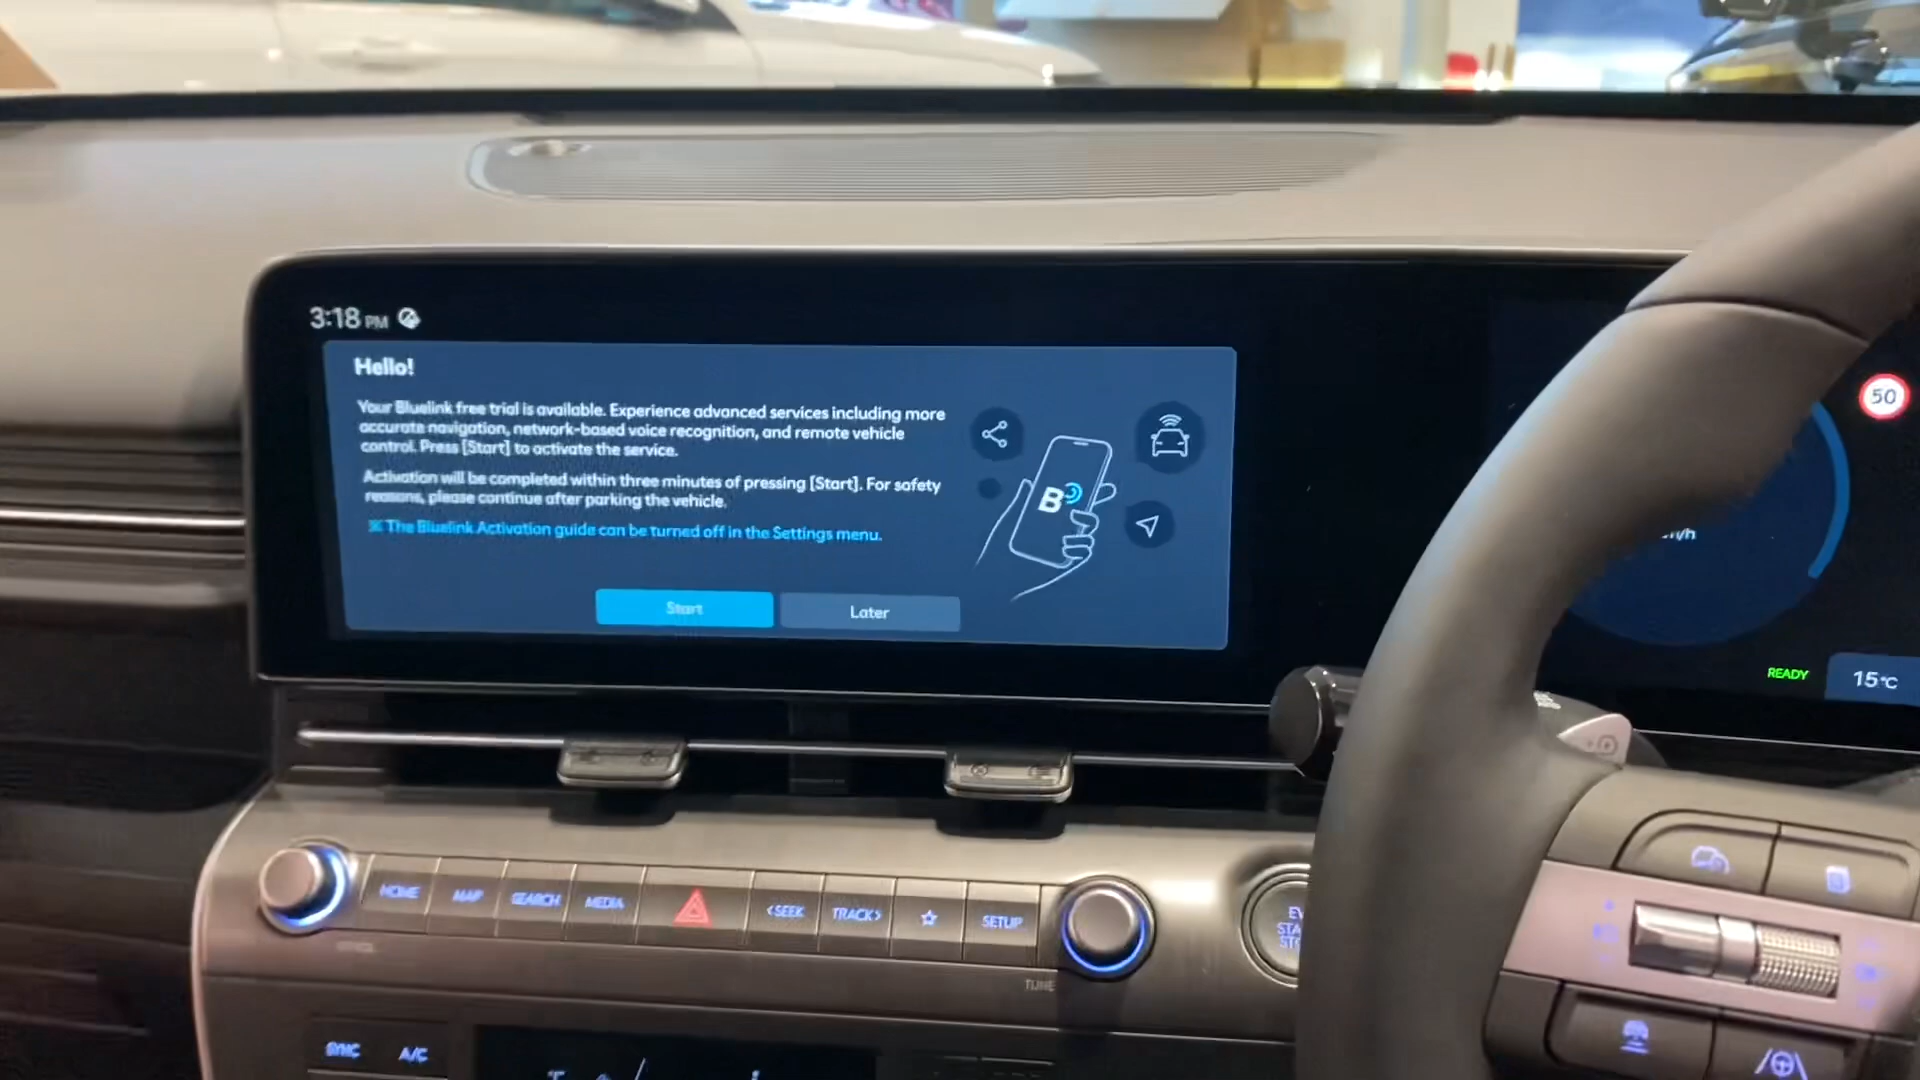 3:18 PM
Hello!
Your Bluelink free trial is available. Experience advanced services including more
accurate navigation, network-based voice recognition, and remote vehicle
control. Press [Start] to activate the service.
Activation will be completed within three minutes of pressing [Start]. For safety
reasons, please continue after parking the vehicle.
※ The Bluelink Activation guide can be turned off in the Settings menu.
Start
Later
B
50
READY
15°C
HOME
MAP
SEARCH
MEDIA
<SEEK
TRACK>
☆
SETUP
EV
TUNE
SYNC
A/C